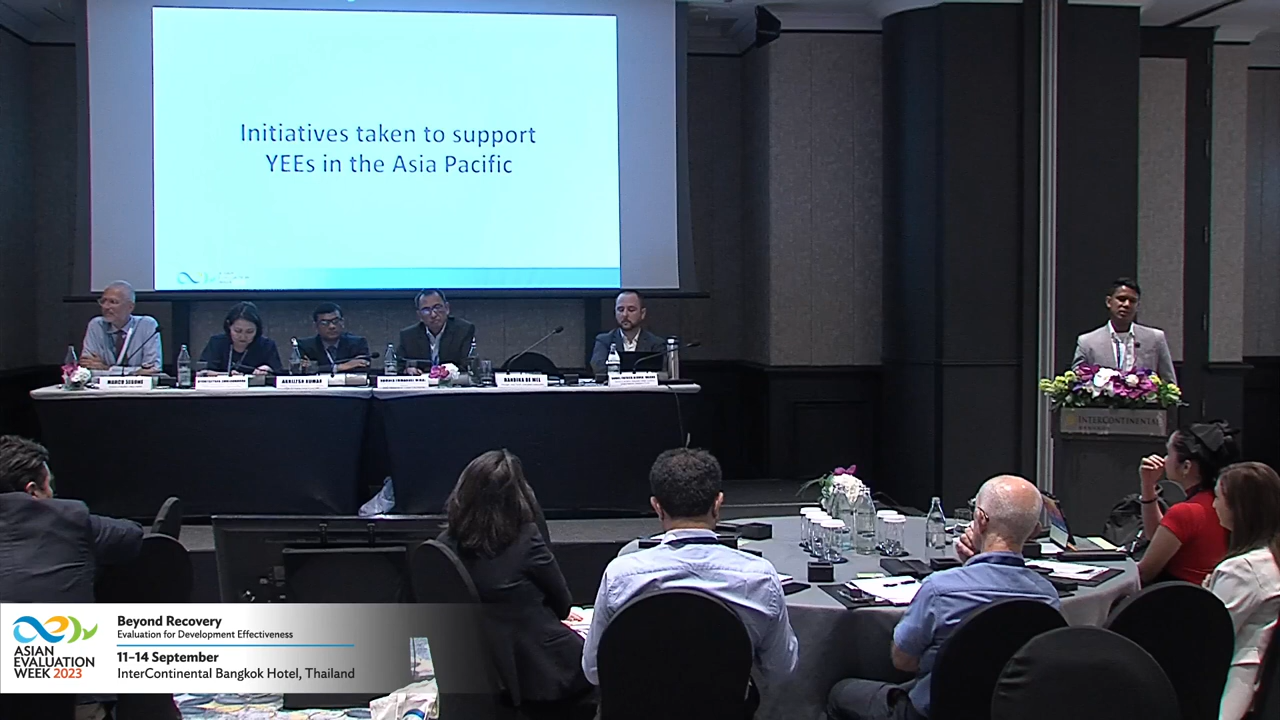 Initiatives taken to support
YEEs in the Asia Pacific
MARCO SEGONE
AKHLIZSH KUMAR
RANDIKA DE MEL
INTERCONTINENTAL
ASIAN
EVALUATION
WEEK 2023
Beyond Recovery
Evaluation for Development Effectiveness
11–14 September
InterContinental Bangkok Hotel, Thailand